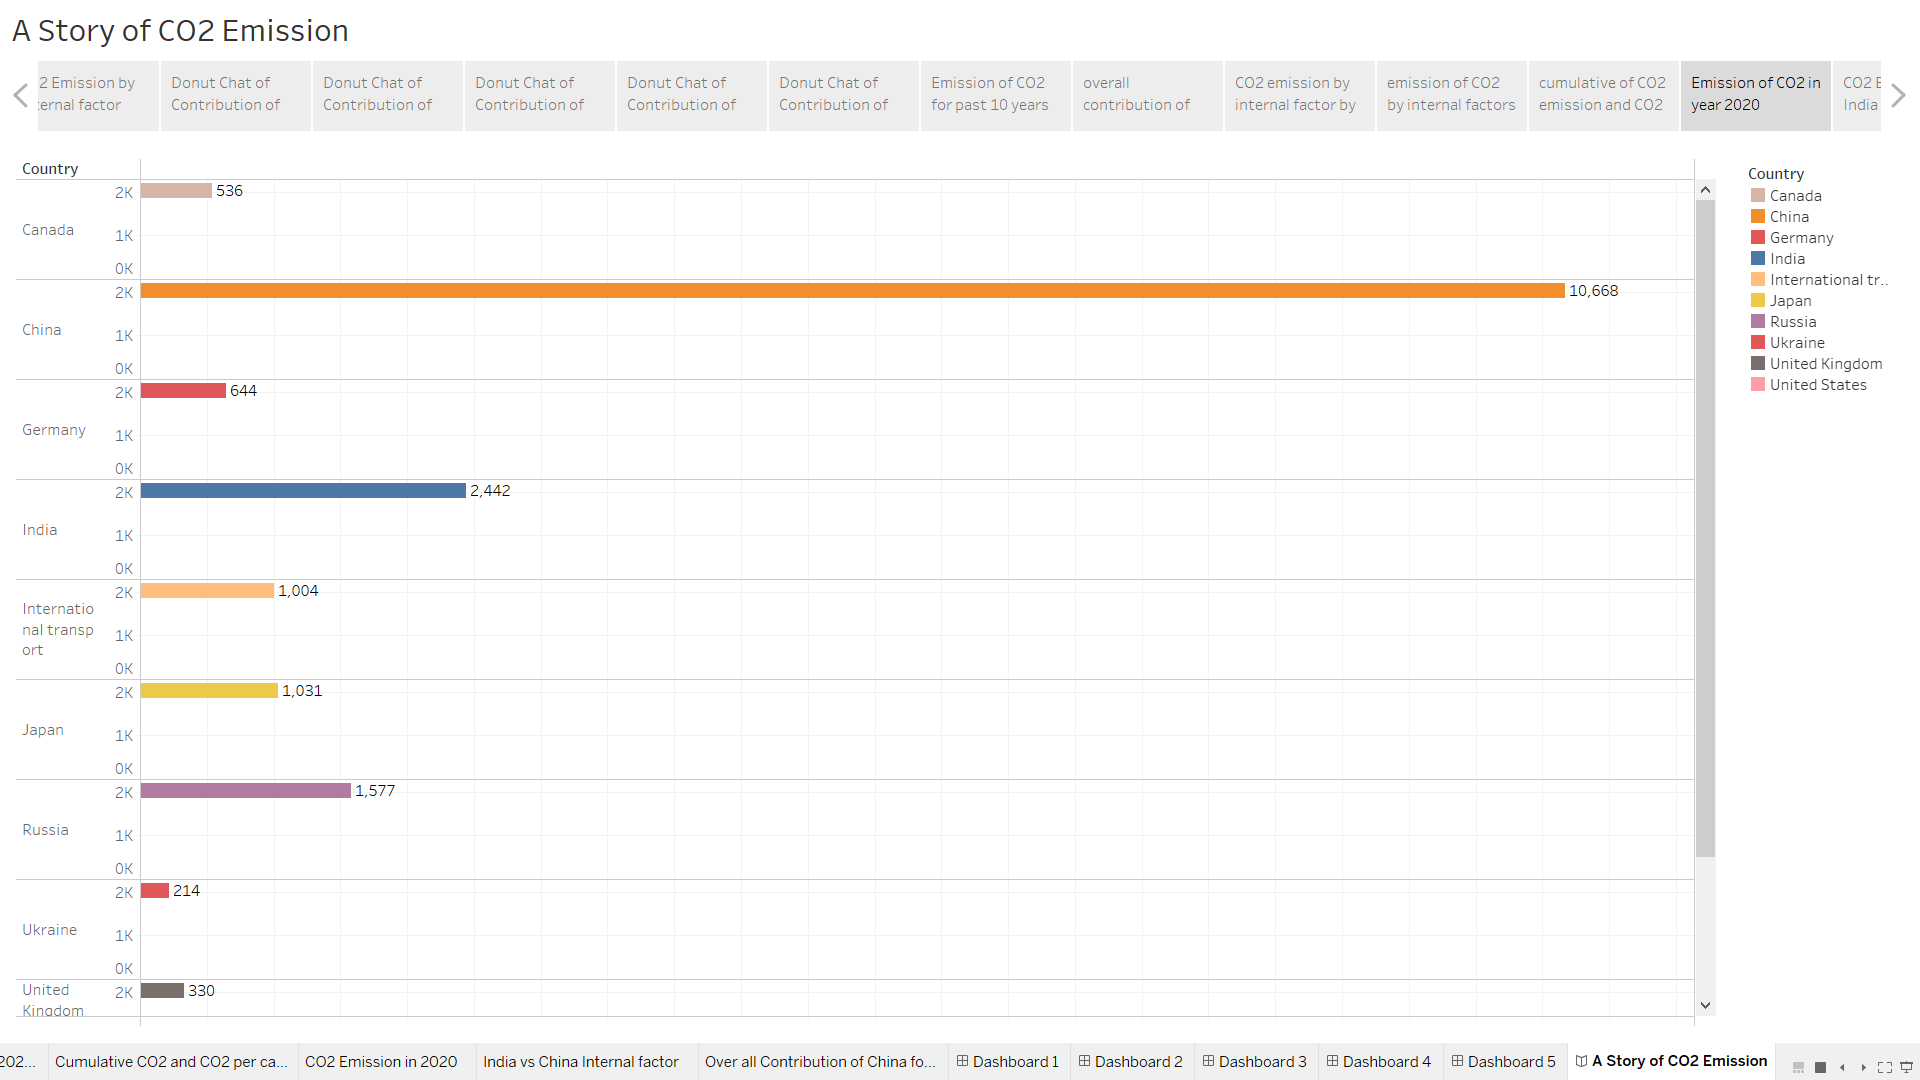 A Story of CO2 Emission
2 Emission by
ternal factor
Donut Chat of
Contribution of
Donut Chat of
Contribution of
Donut Chat of
Contribution of
Donut Chat of
Contribution of
Donut Chat of
Contribution of
Emission of CO2
for past 10 years
overall
contribution of
CO2 emission by
internal factor by
emission of CO2
by internal factors
cumulative of CO2
emission and CO2
Emission of CO2 in
year 2020
CO2 E
India
Country
Canada
2K
1K
0K
536
China
2K
1K
0K
10,668
Germany
2K
1K
0K
644
India
2K
1K
0K
2,442
Internatio
nal transp
ort
2K
1K
0K
1,004
Japan
2K
1K
0K
1,031
Russia
2K
1K
0K
1,577
Ukraine
2K
1K
0K
214
United
Kingdom
2K
330
Country
Canada
China
Germany
India
International tr..
Japan
Russia
Ukraine
United Kingdom
United States
202...
Cumulative CO2 and CO2 per ca...
CO2 Emission in 2020
India vs China Internal factor
Over all Contribution of China fo...
Dashboard 1
Dashboard 2
Dashboard 3
Dashboard 4
Dashboard 5
A Story of CO2 Emission